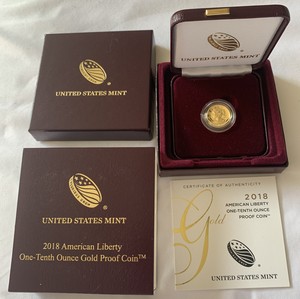 UNITED STATES MINT
UNITED STATES MINT
UNITED STATES MINT
2018 American Liberty
One-Tenth Ounce Gold Proof Coin™
CERTIFICATE OF AUTHENTICITY
2018
AMERICAN LIBERTY
ONE-TENTH OUNCE
PROOF COIN™
Gold
UNITED STATES MINT